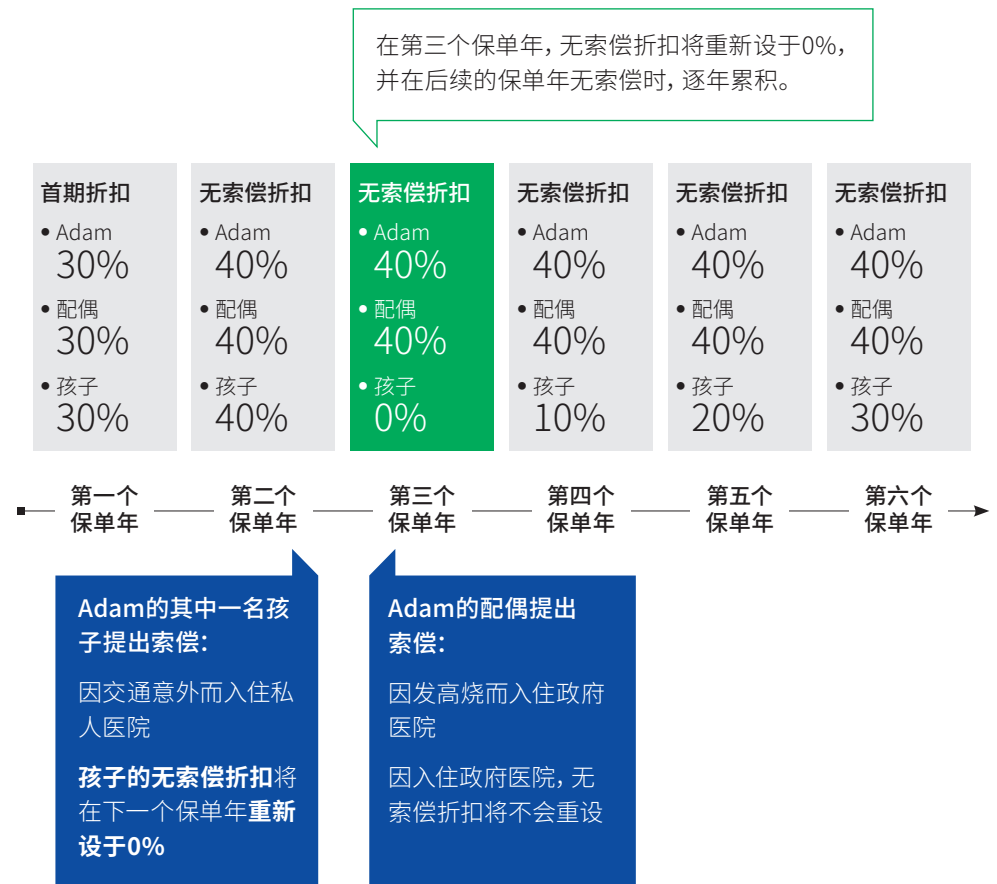 在第三个保单年，无索偿折扣将重新设于0%，
并在后续的保单年无索偿时，逐年累积。
首期折扣
• Adam
30%
• 配偶
30%
• 孩子
30%
无索偿折扣
• Adam
40%
• 配偶
40%
• 孩子
40%
无索偿折扣
• Adam
40%
• 配偶
40%
• 孩子
0%
无索偿折扣
• Adam
40%
• 配偶
40%
• 孩子
10%
无索偿折扣
• Adam
40%
• 配偶
40%
• 孩子
20%
无索偿折扣
• Adam
40%
• 配偶
40%
• 孩子
30%
第一个
保单年
第二个
保单年
第三个
保单年
第四个
保单年
第五个
保单年
第六个
保单年
Adam的其中一名孩
子提出索偿：
因交通意外而入住私
人医院
孩子的无索偿折扣将
在下一个保单年重新
设于0%
Adam的配偶提出
索偿：
因发高烧而入住政府
医院
因入住政府医院，无
索偿折扣将不会重设